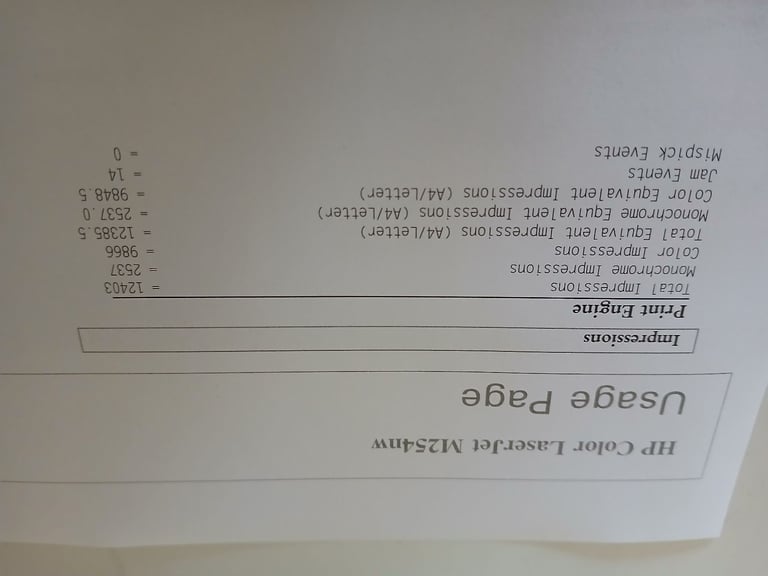 HP Color LaserJet M254nw
Usage Page
Impressions
Print Engine
Total Impressions = 12403
Monochrome Impressions = 2537
Color Impressions = 9866
Total Equivalent Impressions (A4/Letter) = 12385.5
Monochrome Equivalent Impressions (A4/Letter) = 2537.0
Color Equivalent Impressions (A4/Letter) = 9848.5
Jam Events = 14
Mispick Events = 0